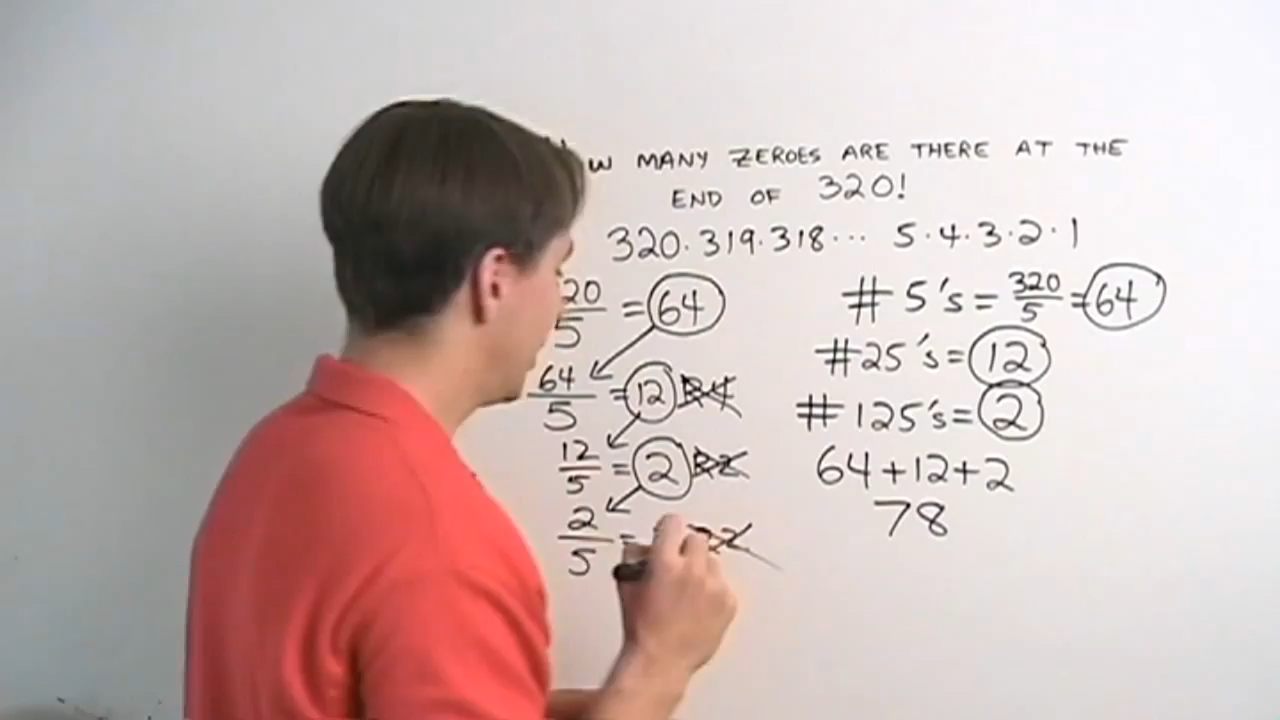 MANY ZEROES ARE THERE AT THE
END OF 320!
320·319·318··· 5·4·3·2·1
20/5 = 64
64/5 = 12 R4
12/5 = 2 R2
2/5 =
# 5's = 320/5 = 64
#25's = 12
# 125's = 2
64+12+2
78